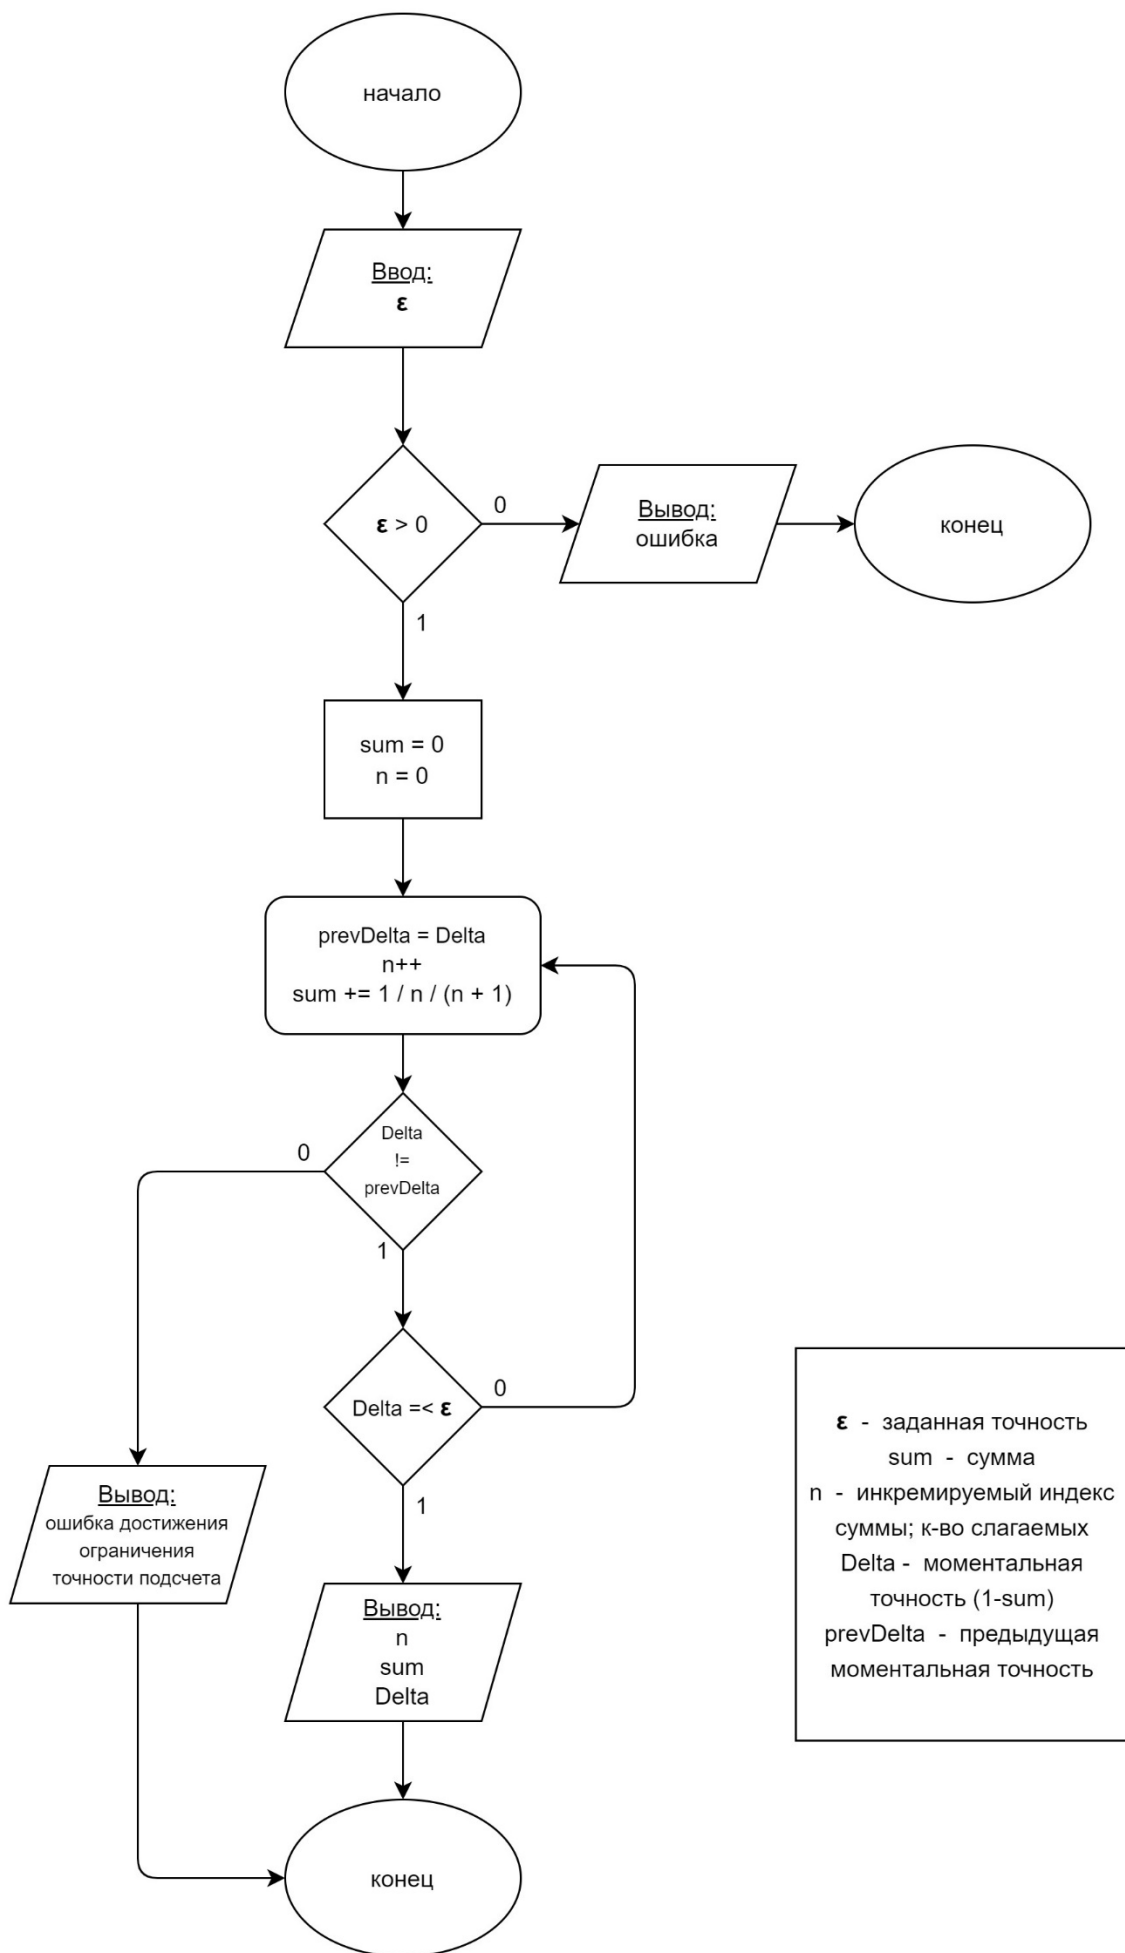 начало
Ввод:
ε
ε > 0
0
Вывод:
ошибка
конец
1
sum = 0
n = 0
prevDelta = Delta
n++
sum += 1 / n / (n + 1)
Delta
!=
prevDelta
0
1
Delta =< ε
0
1
Вывод:
ошибка достижения
ограничения
точности подсчета
Вывод:
n
sum
Delta
конец
ε - заданная точность
sum - сумма
n - инкремируемый индекс
суммы; к-во слагаемых
Delta - моментальная
точность (1-sum)
prevDelta - предыдущая
моментальная точность